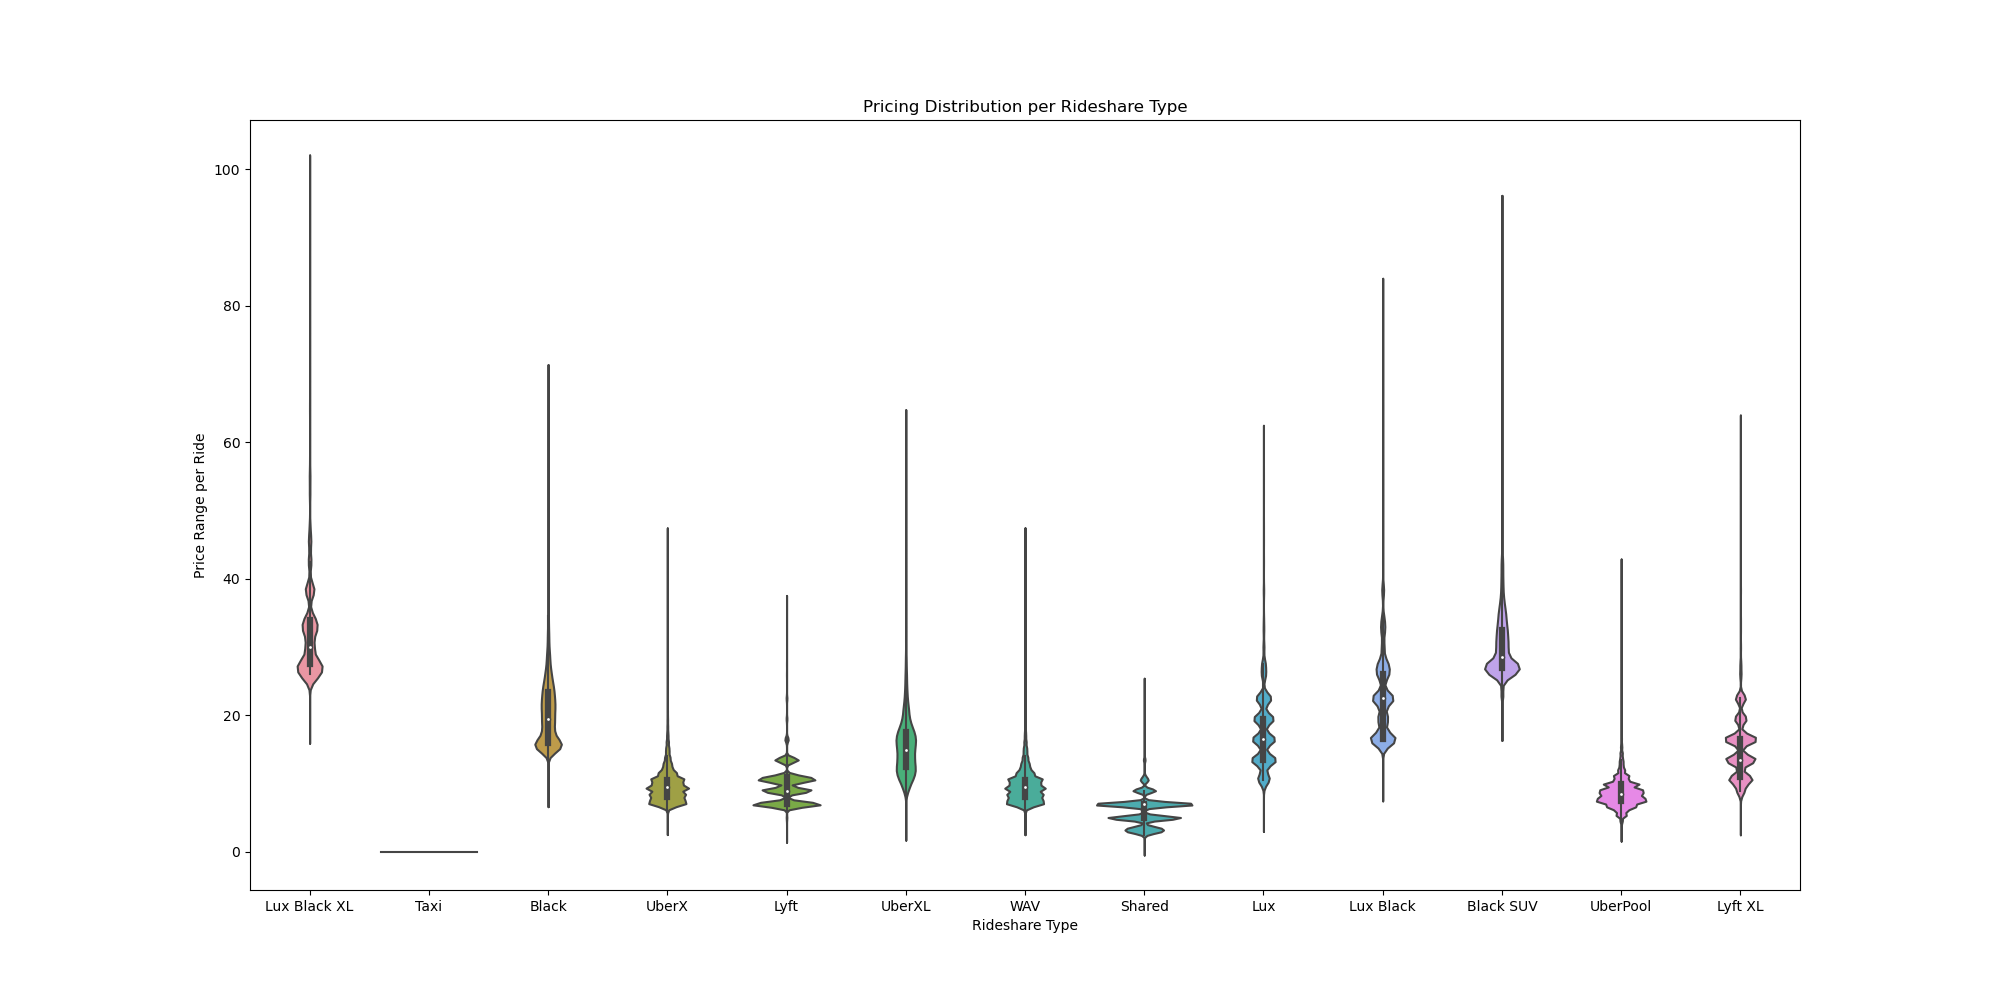 Pricing Distribution per Rideshare Type
Price Range per Ride
100
80
60
40
20
0
Lux Black XL Taxi Black UberX Lyft UberXL WAV Shared Lux Lux Black Black SUV UberPool Lyft XL
Rideshare Type